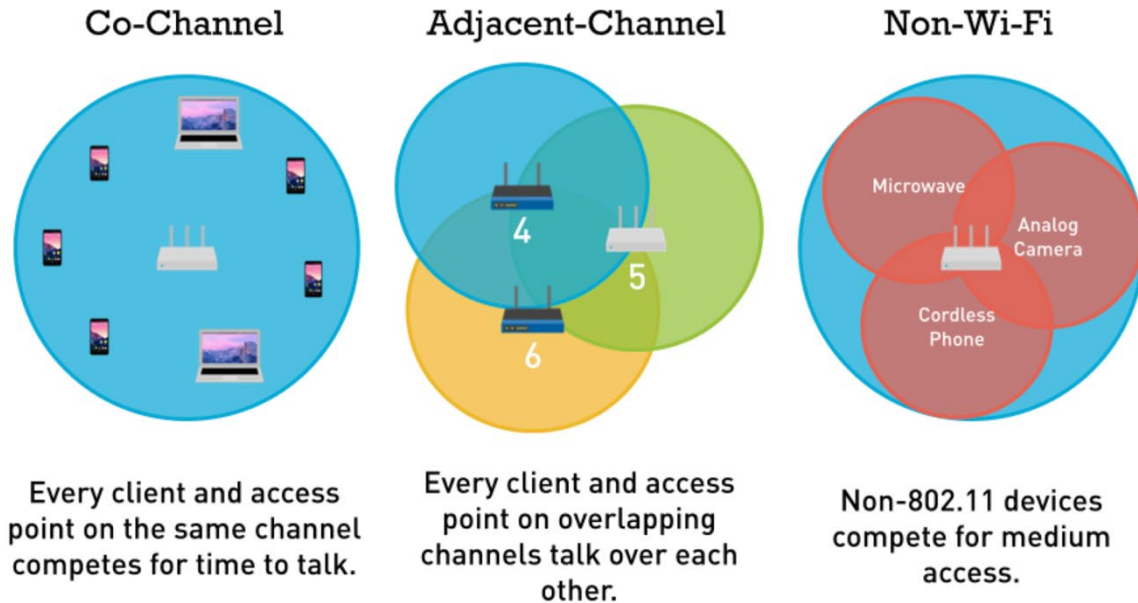 Co-Channel
Adjacent-Channel
Non-Wi-Fi
4
5
6
Microwave
Analog
Camera
Cordless
Phone
Every client and access
point on the same channel
competes for time to talk.
Every client and access
point on overlapping
channels talk over each
other.
Non-802.11 devices
compete for medium
access.